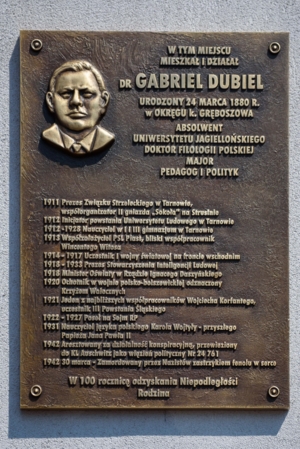 W TYM MIEJSCU
MIESZKAŁ I DZIAŁAŁ
DR GABRIEL DUBIEL
URODZONY 24 MARCA 1880 R.
W OKRĘGU K. GRĘBOSZOWA
ABSOLWENT
UNIWERSYTETU JAGIELLOŃSKIEGO
DOKTÓR FILOLOGII POLSKIEJ
MAJOR
PEDAGOG I POLITYK
1911 Prezes Związku Strzeleckiego w Tarnowie,
współorganizator II gniazda „Sokoła" na Strusinie
1912 Inicjator powstania Uniwersytetu Ludowego w Tarnowie
1912-1928 Nauczyciel w I i III gimnazjum w Tarnowie
1913 Współzałożyciel PSL Piast, bliski współpracownik
Wincentego Witosa
1914-1917 Uczestnik I wojny światowej na froncie wschodnim
1918-1933 Prezes Stowarzyszenia Inteligencji Ludowej
1918 Minister Oświaty w Rządzie Ignacego Daszyńskiego
1920 Ochotnik w wojnie polsko-bolszewickiej odznaczony
Krzyżem Walecznych
1921 Jeden z najbliższych współpracowników Wojciecha Korfantego,
uczestnik III Powstania Śląskiego
1922-1927 Poseł na Sejm RP
1931 Nauczyciel języka polskiego Karola Wojtyły - przyszłego
Papieża Jana Pawła II
1942 Aresztowany za działalność konspiracyjną, przewieziony
do KL Auschwitz jako więzień polityczny Nr 24 761
1942 30 marca - Zamordowany przez Nazistów zastrzykiem fenolu w serce
W 100 rocznicę odzyskania Niepodległości
Rodzina